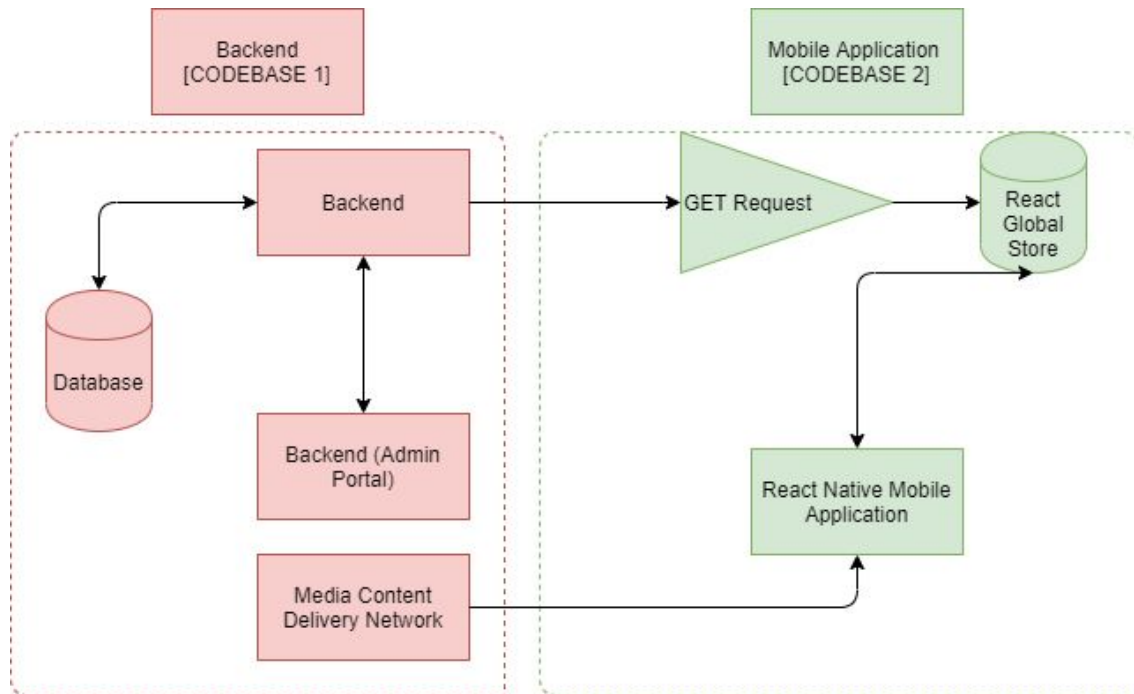 Backend
[CODEBASE 1]
Mobile Application
[CODEBASE 2]
Backend
GET Request
React
Global
Store
Database
Backend (Admin
Portal)
React Native Mobile
Application
Media Content
Delivery Network